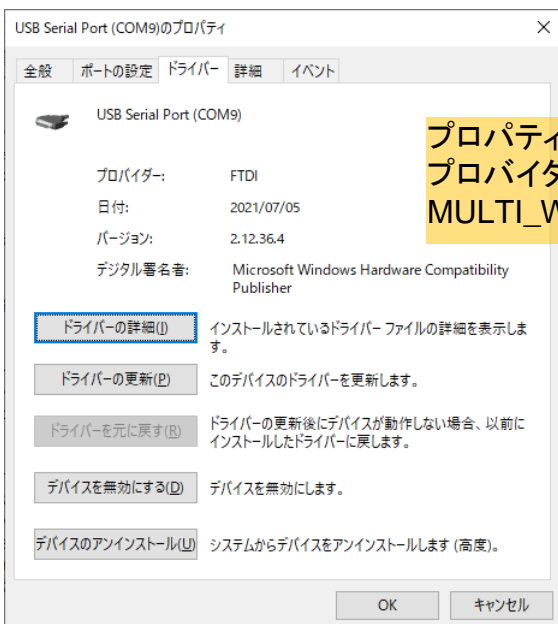 USB Serial Port (COM9)のプロパティ
全般 ポートの設定 ドライバー 詳細 イベント
USB Serial Port (COM9)
プロバイダー: FTDI
日付: 2021/07/05
バージョン: 2.12.36.4
デジタル署名者: Microsoft Windows Hardware Compatibility
Publisher
プロパティ
プロバイダ
MULTI_W
ドライバーの詳細(I) インストールされているドライバー ファイルの詳細を表示しま
す。
ドライバーの更新(P) このデバイスのドライバーを更新します。
ドライバーを元に戻す(R) ドライバーの更新後にデバイスが動作しない場合、以前に
インストールしたドライバーに戻します。
デバイスを無効にする(D) デバイスを無効にします。
デバイスのアンインストール(U) システムからデバイスをアンインストールします (高度)。
OK キャンセル